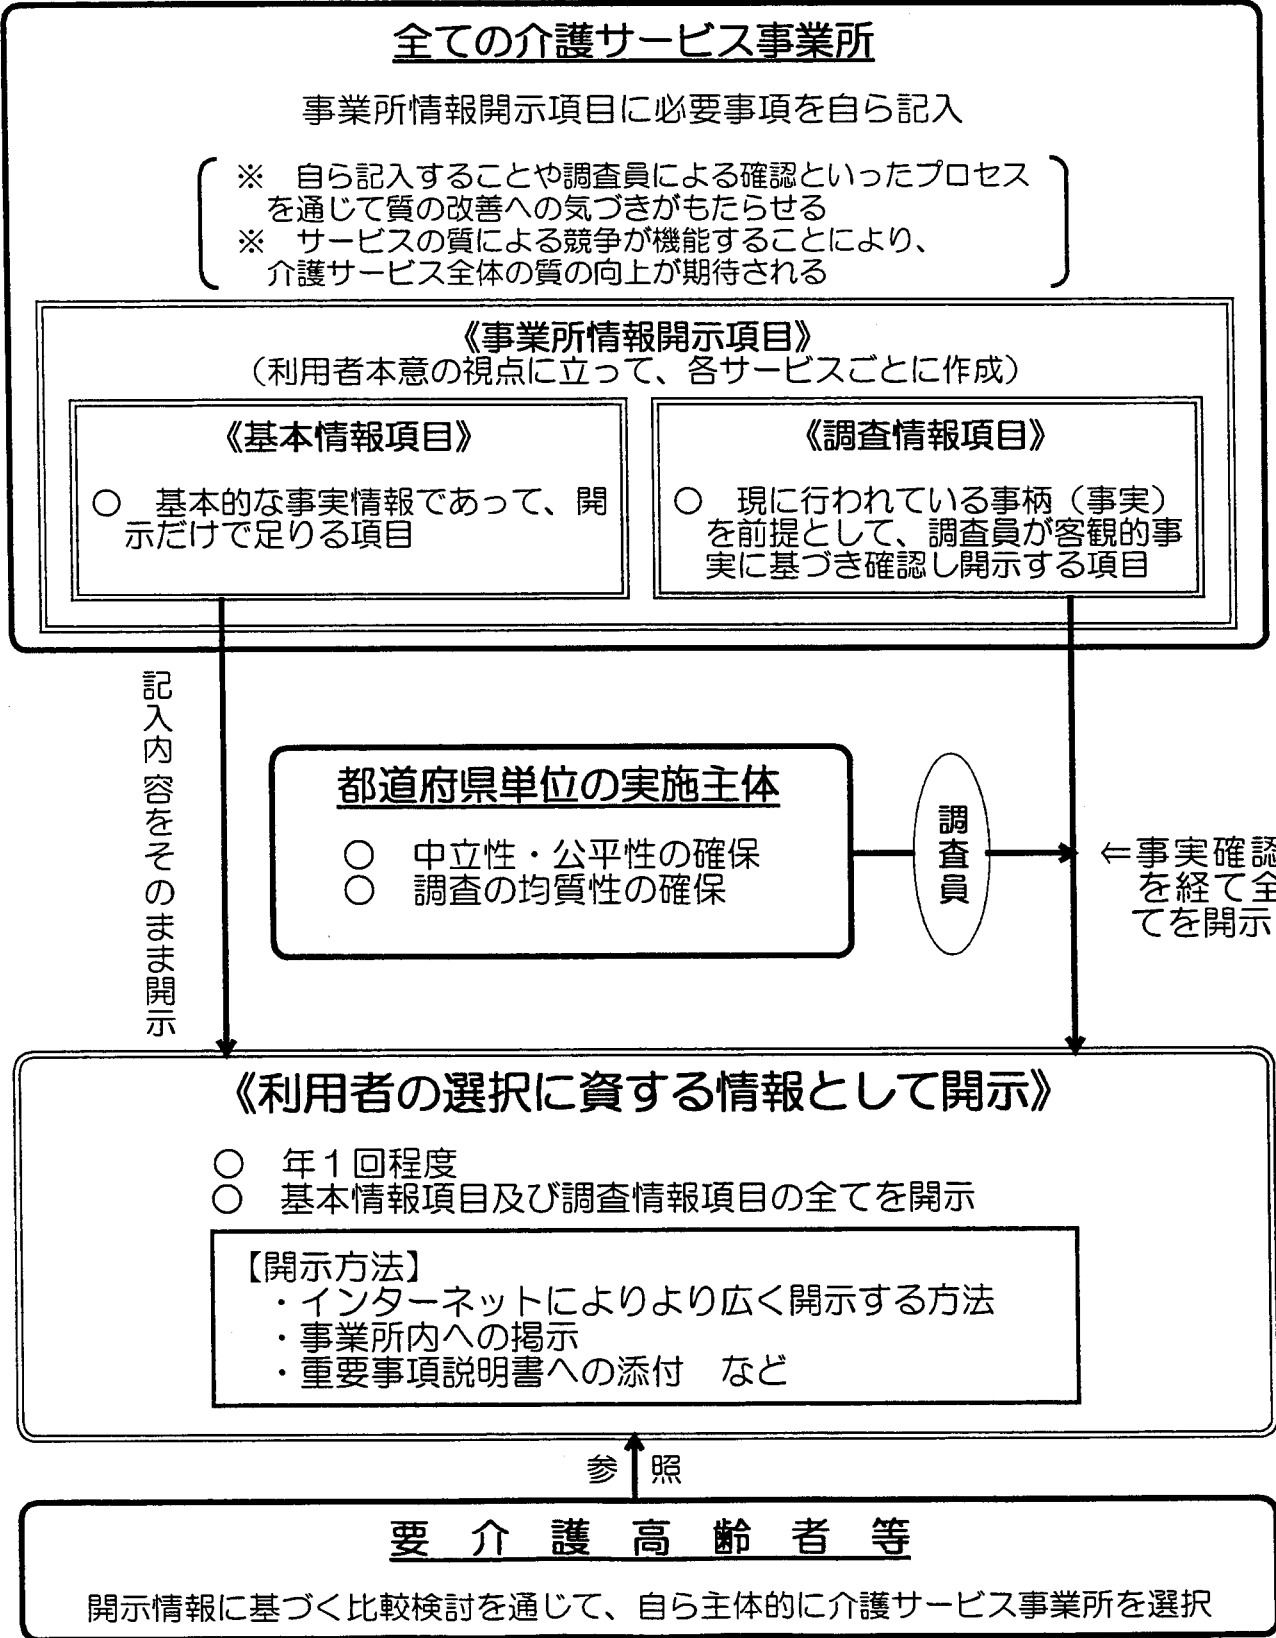 全ての介護サービス事業所
事業所情報開示項目に必要事項を自ら記入
※　自ら記入することや調査員による確認といったプロセス
を通じて質の改善への気づきがもたらせる
※　サービスの質による競争が機能することにより、
介護サービス全体の質の向上が期待される
《事業所情報開示項目》
（利用者本意の視点に立って、各サービスごとに作成）
《基本情報項目》
○　基本的な事実情報であって、開
示だけで足りる項目
《調査情報項目》
○　現に行われている事柄（事実）
を前提として、調査員が客観的事
実に基づき確認し開示する項目
記入内容をそのまま開示
都道府県単位の実施主体
○　中立性・公平性の確保
○　調査の均質性の確保
調査員
⇐事実確認
を経て全
てを開示
《利用者の選択に資する情報として開示》
○　年１回程度
○　基本情報項目及び調査情報項目の全てを開示
【開示方法】
・インターネットによりより広く開示する方法
・事業所内への掲示
・重要事項説明書への添付　など
参照
要介護高齢者等
開示情報に基づく比較検討を通じて、自ら主体的に介護サービス事業所を選択